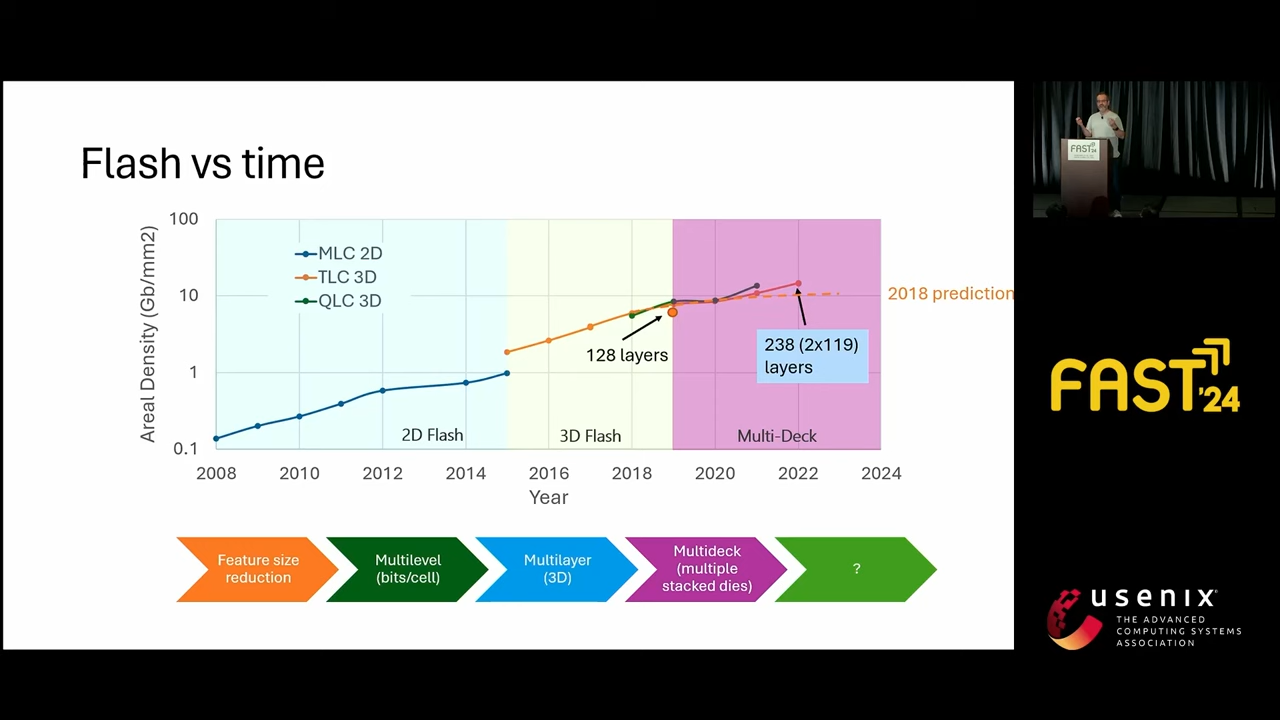 Flash vs time
Areal Density (Gb/mm2)
100
10
1
0.1
MLC 2D
TLC 3D
QLC 3D
128 layers
238 (2x119)
layers
2018 prediction
2D Flash
3D Flash
Multi-Deck
2008
2010
2012
2014
2016
2018
2020
2022
2024
Year
Feature size
reduction
Multilevel
(bits/cell)
Multilayer
(3D)
Multideck
(multiple
stacked dies)
?
FAST'24
FAST'24
usenix
THE ADVANCED
COMPUTING SYSTEMS
ASSOCIATION